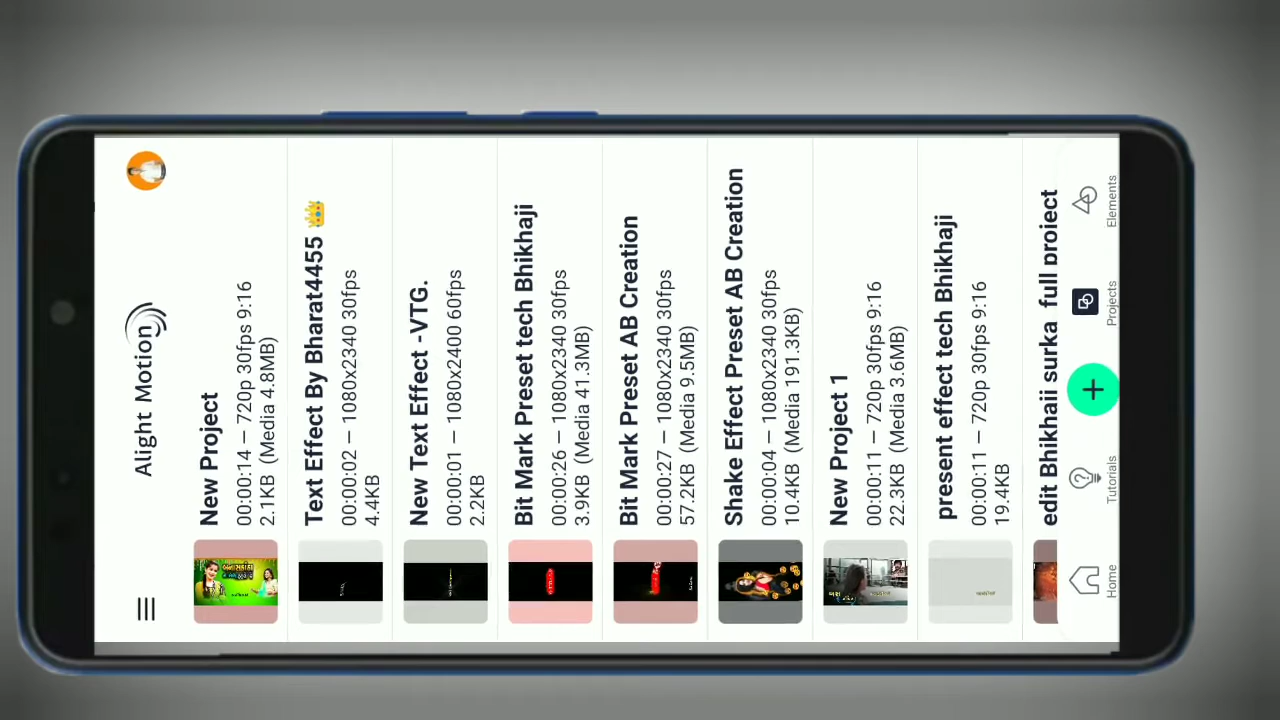 Alight Motion
New Project
00:00:14 — 720p 30fps 9:16
2.1KB (Media 4.8MB)
Text Effect By Bharat4455 👑
00:00:02 — 1080x2340 30fps
4.4KB
New Text Effect -VTG.
00:00:01 — 1080x2400 60fps
2.2KB
Bit Mark Preset tech Bhikhaji
00:00:26 — 1080x2340 30fps
3.9KB (Media 41.3MB)
Bit Mark Preset AB Creation
00:00:27 — 1080x2340 30fps
57.2KB (Media 9.5MB)
Shake Effect Preset AB Creation
00:00:04 — 1080x2340 30fps
10.4KB (Media 191.3KB)
New Project 1
00:00:11 — 720p 30fps 9:16
22.3KB (Media 3.6MB)
present effect tech Bhikhaji
00:00:11 — 720p 30fps 9:16
19.4KB
edit Bhikhaji surka full project
Home
Tutorials
Projects
Elements